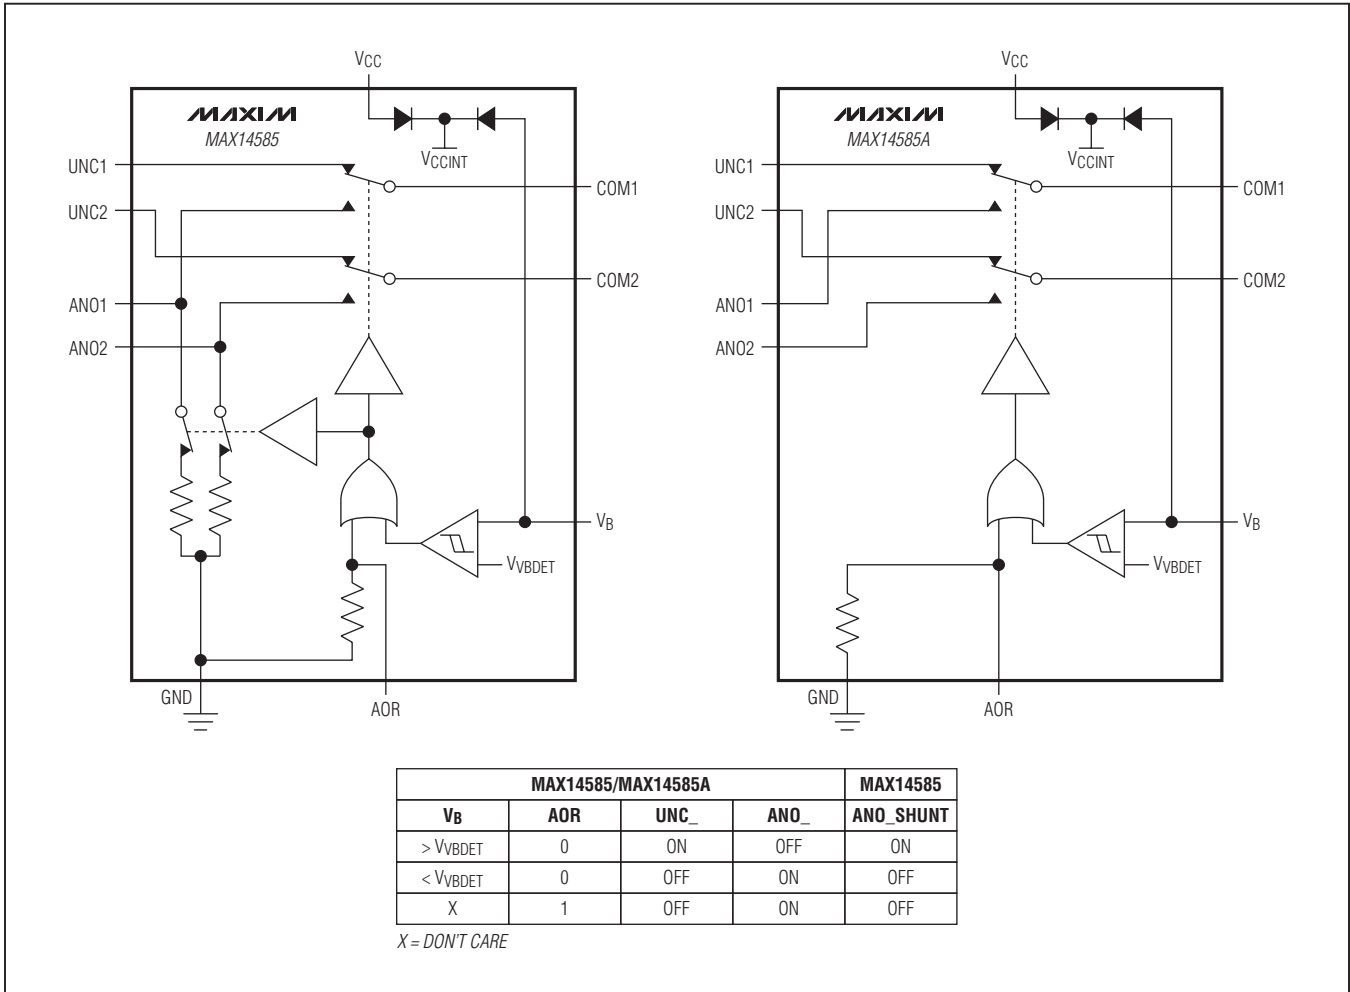 VCC
MAXIM
MAX14585
VCCINT
UNC1
UNC2
ANO1
ANO2
COM1
COM2
VB
VVBDET
GND
AOR
VCC
MAXIM
MAX14585A
VCCINT
UNC1
UNC2
ANO1
ANO2
COM1
COM2
VB
VVBDET
GND
AOR
MAX14585/MAX14585A MAX14585
VB AOR UNC_ ANO_ ANO_SHUNT
> VVBDET 0 ON OFF ON
< VVBDET 0 OFF ON OFF
X 1 OFF ON OFF
X = DON'T CARE